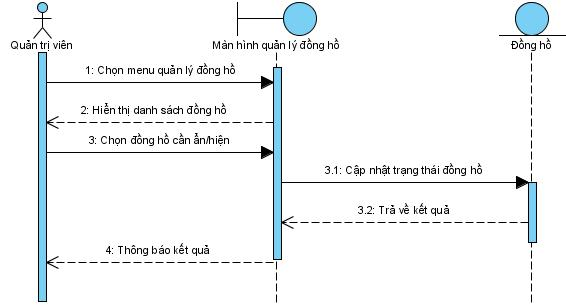 Quản trị viên
Màn hình quản lý đồng hồ
Đồng hồ
1: Chọn menu quản lý đồng hồ
2: Hiển thị danh sách đồng hồ
3: Chọn đồng hồ cần ẩn/hiện
3.1: Cập nhật trạng thái đồng hồ
3.2: Trả về kết quả
4: Thông báo kết quả